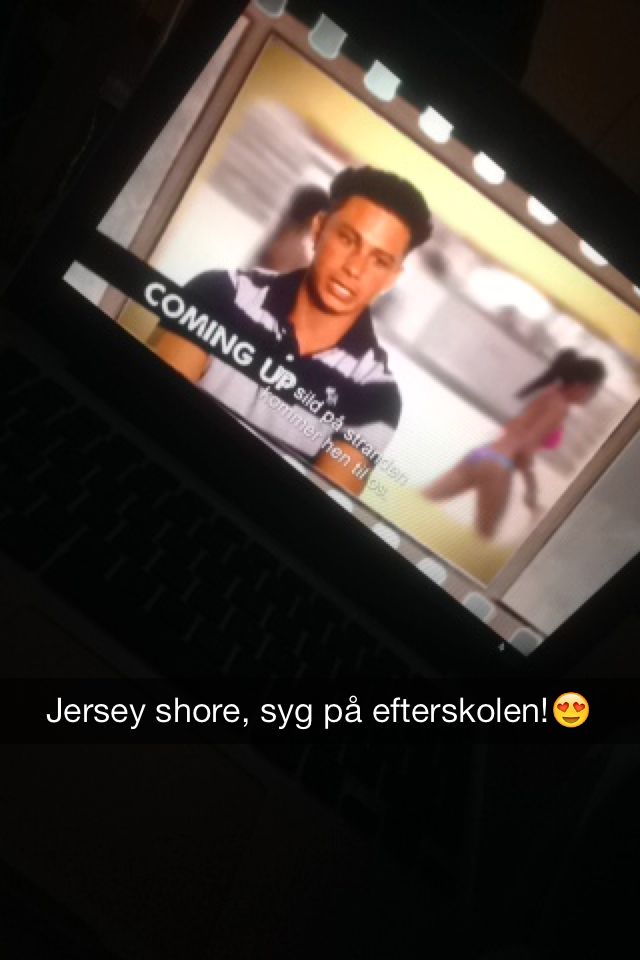 COMING UP
sild på stranden
kommer hen til os.
Jersey shore, syg på efterskolen!😍